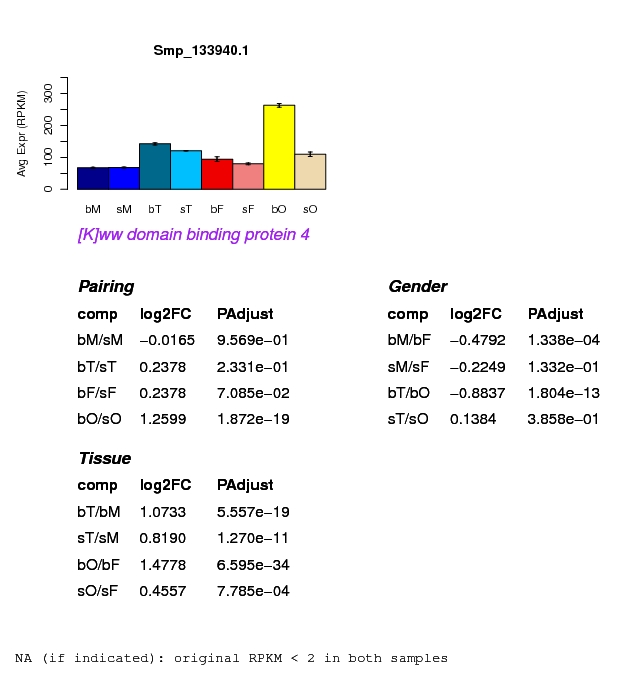 Smp_133940.1
Avg Expr (RPKM)
300
200
100
0
bM sM bT sT bF sF bO sO
[K]ww domain binding protein 4
Pairing
comp log2FC PAdjust
bM/sM −0.0165 9.569e−01
bT/sT 0.2378 2.331e−01
bF/sF 0.2378 7.085e−02
bO/sO 1.2599 1.872e−19
Gender
comp log2FC PAdjust
bM/bF −0.4792 1.338e−04
sM/sF −0.2249 1.332e−01
bT/bO −0.8837 1.804e−13
sT/sO 0.1384 3.858e−01
Tissue
comp log2FC PAdjust
bT/bM 1.0733 5.557e−19
sT/sM 0.8190 1.270e−11
bO/bF 1.4778 6.595e−34
sO/sF 0.4557 7.785e−04
NA (if indicated): original RPKM < 2 in both samples